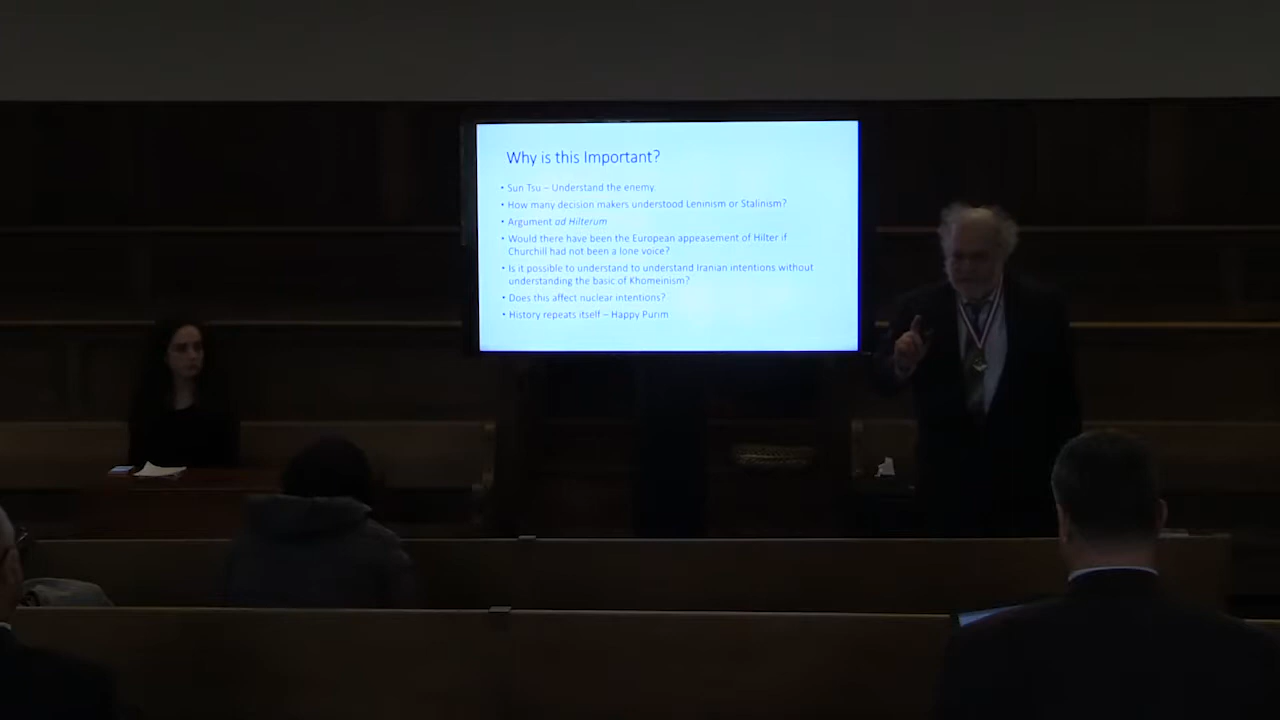 Why is this Important?
• Sun Tsu – Understand the enemy.
• How many decision makers understood Leninism or Stalinism?
• Argument ad Hilterum
• Would there have been the European appeasement of Hilter if
Churchill had not been a lone voice?
• Is it possible to understand to understand Iranian intentions without
understanding the basic of Khomeinism?
• Does this affect nuclear intentions?
• History repeats itself – Happy Purim